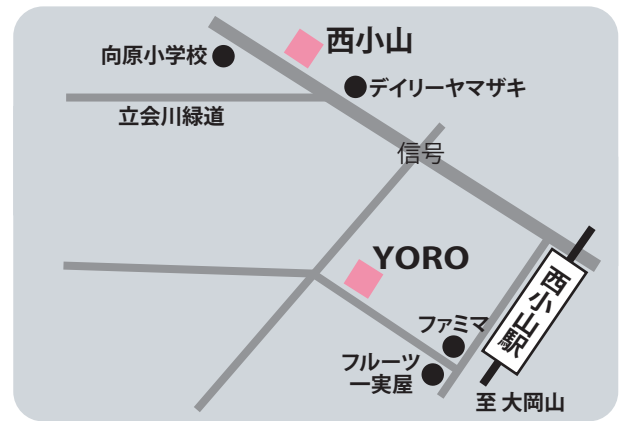 西小山
向原小学校
デイリーヤマザキ
立会川緑道
信号
YORO
西小山駅
ファミマ
フルーツ
一実屋
至 大岡山